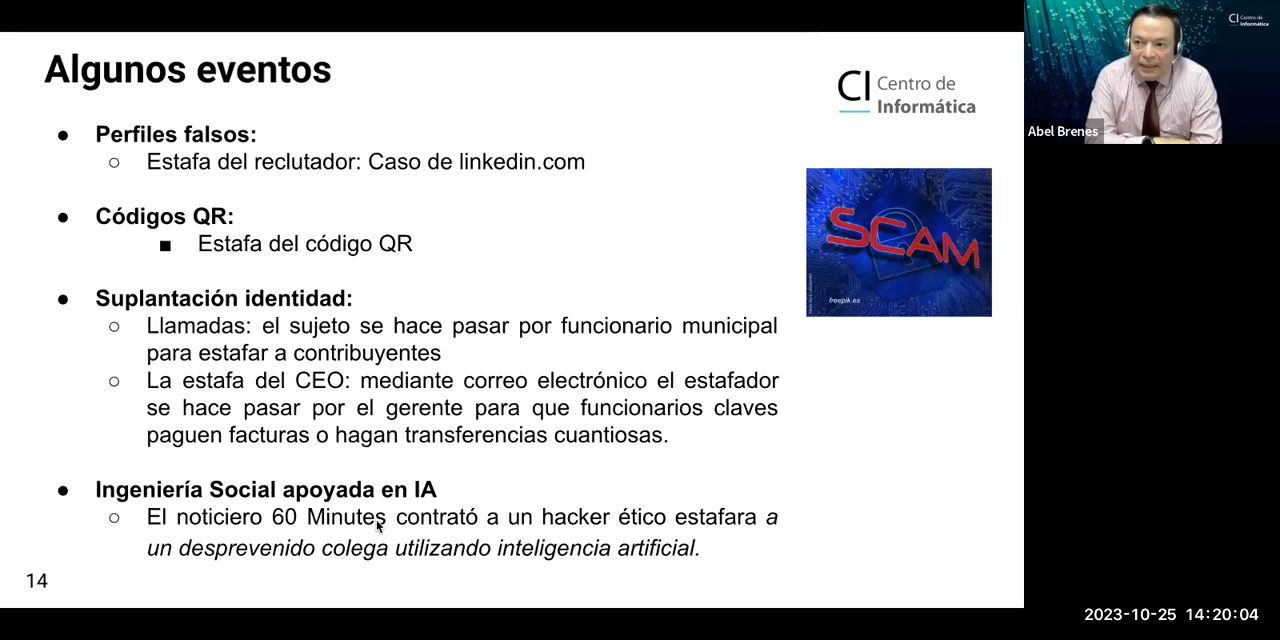 Algunos eventos
CI Centro de
Informática
● Perfiles falsos:
○ Estafa del reclutador: Caso de linkedin.com
● Códigos QR:
■ Estafa del código QR
● Suplantación identidad:
○ Llamadas: el sujeto se hace pasar por funcionario municipal
para estafar a contribuyentes
○ La estafa del CEO: mediante correo electrónico el estafador
se hace pasar por el gerente para que funcionarios claves
paguen facturas o hagan transferencias cuantiosas.
● Ingeniería Social apoyada en IA
○ El noticiero 60 Minutes contrató a un hacker ético estafara a
un desprevenido colega utilizando inteligencia artificial.
14
SCAM
freepik.es
CI Centro de
Informática
Abel Brenes
2023-10-25 14:20:04